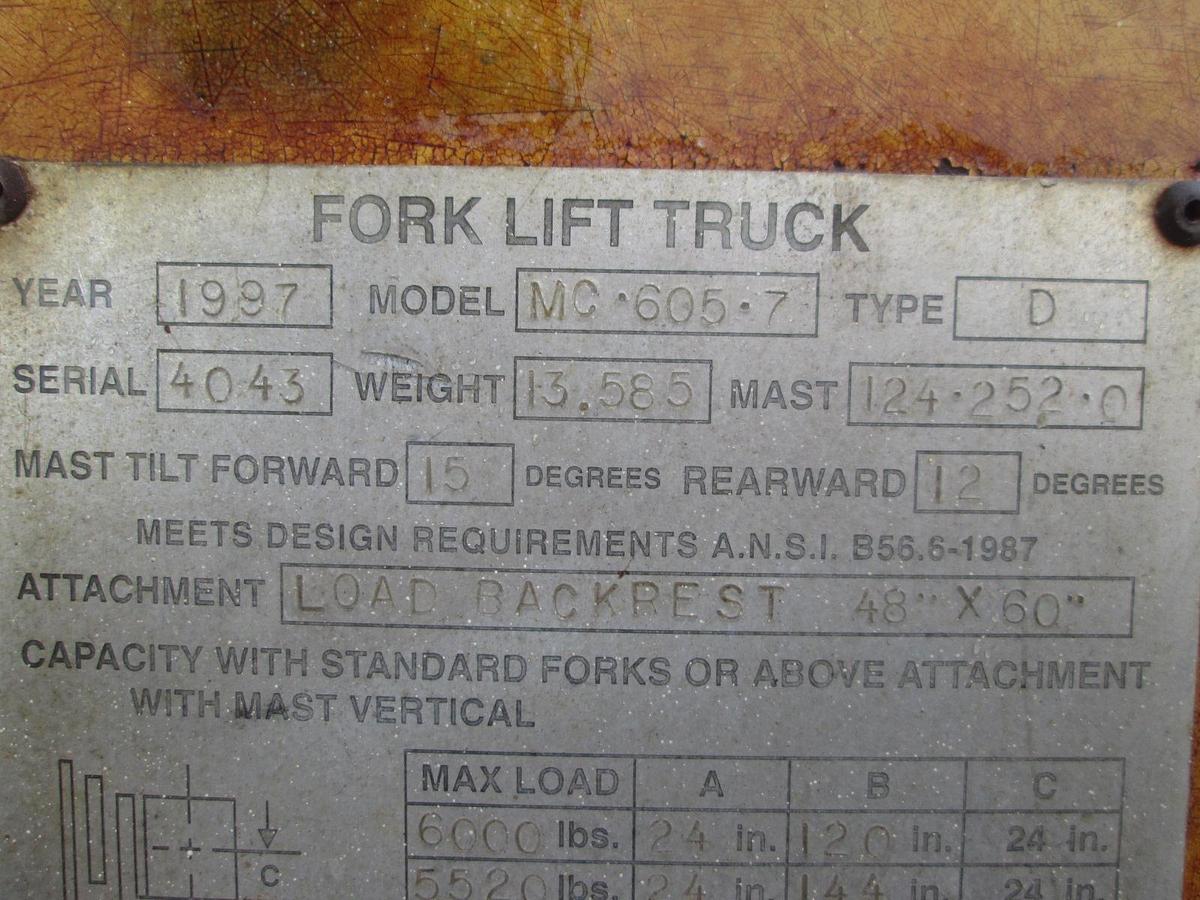 FORK LIFT TRUCK
YEAR 1997 MODEL MC·605·7 TYPE D
SERIAL 4043 WEIGHT 13.585 MAST 124·252·0
MAST TILT FORWARD 15 DEGREES REARWARD 12 DEGREES
MEETS DESIGN REQUIREMENTS A.N.S.I. B56.6-1987
ATTACHMENT LOAD BACKREST 48" X 60"
CAPACITY WITH STANDARD FORKS OR ABOVE ATTACHMENT
WITH MAST VERTICAL
MAX LOAD A B C
6000 lbs. 24 in. 120 in. 24 in.
C
5520 lbs. 24 in. 144 in. 24 in.